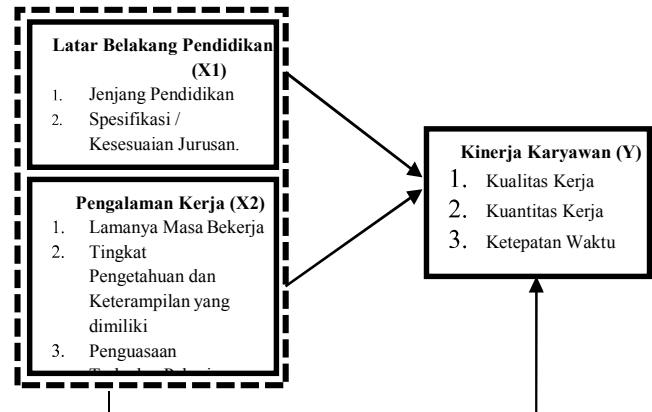 Latar Belakang Pendidikan
(X1)
1. Jenjang Pendidikan
2. Spesifikasi /
Kesesuaian Jurusan.
Pengalaman Kerja (X2)
1. Lamanya Masa Bekerja
2. Tingkat
Pengetahuan dan
Keterampilan yang
dimiliki
3. Penguasaan
Kinerja Karyawan (Y)
1. Kualitas Kerja
2. Kuantitas Kerja
3. Ketepatan Waktu